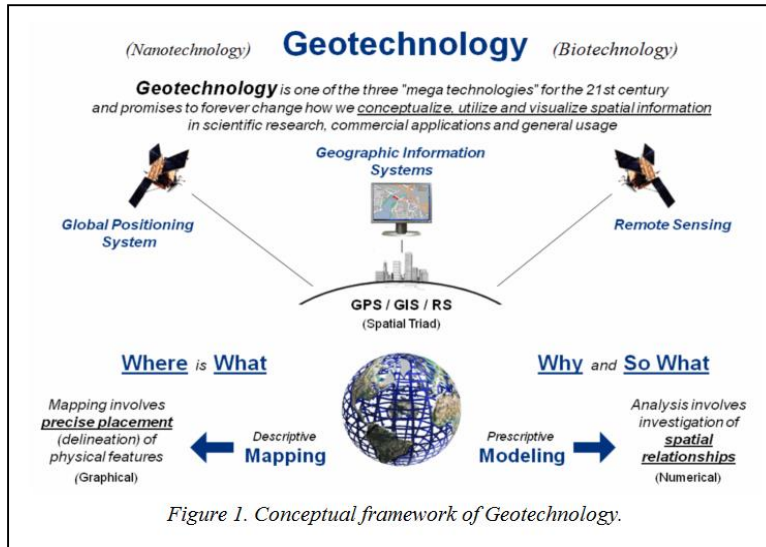 (Nanotechnology) Geotechnology (Biotechnology)
Geotechnology is one of the three "mega technologies" for the 21st century
and promises to forever change how we conceptualize, utilize and visualize spatial information
in scientific research, commercial applications and general usage
Geographic Information
Systems
Global Positioning
System
Remote Sensing
GPS / GIS / RS
(Spatial Triad)
Where is What
Why and So What
Mapping involves
precise placement
(delineation) of
physical features
(Graphical)
Descriptive
Mapping
Prescriptive
Modeling
Analysis involves
investigation of
spatial
relationships
(Numerical)
Figure 1. Conceptual framework of Geotechnology.